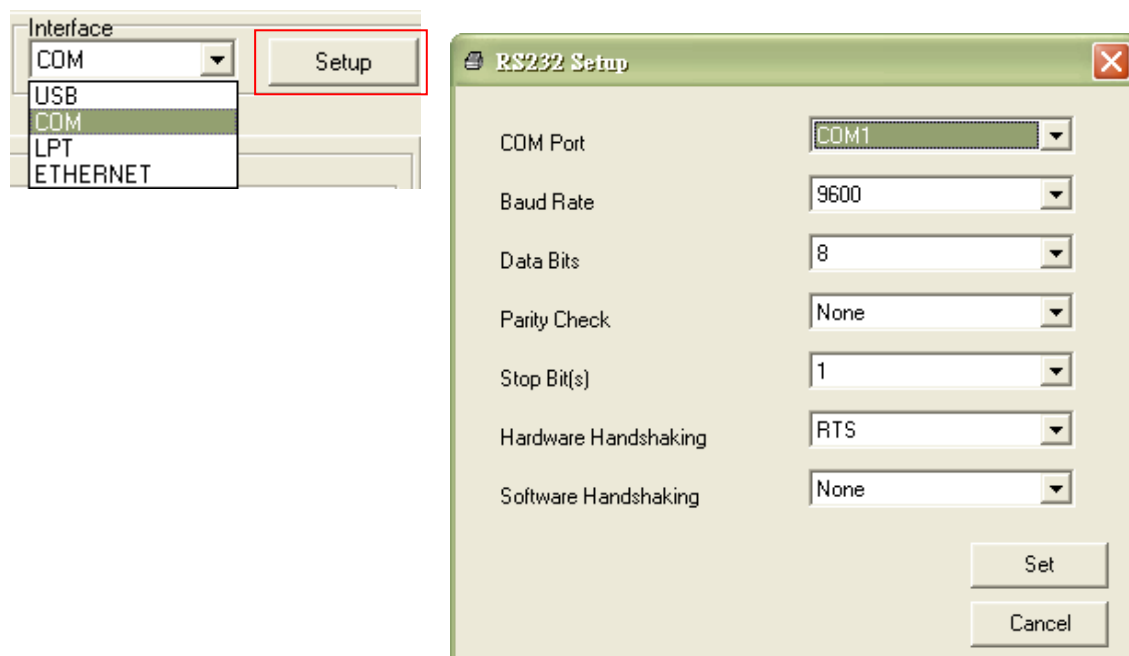 Interface
COM
Setup
USB
COM
LPT
ETHERNET
RS232 Setup
COM Port
COM1
Baud Rate
9600
Data Bits
8
Parity Check
None
Stop Bit(s)
1
Hardware Handshaking
RTS
Software Handshaking
None
Set
Cancel